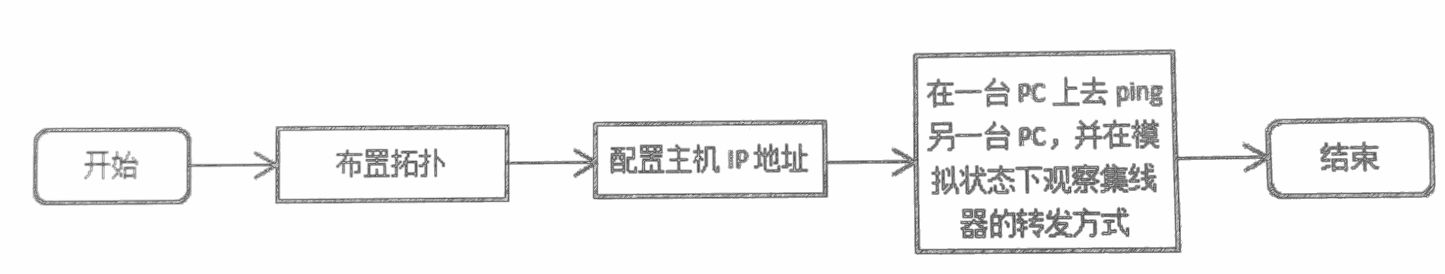 开始
布置拓扑
配置主机 IP 地址
在一台 PC 上去 ping
另一台 PC，并在模
拟状态下观察集线
器的转发方式
结束